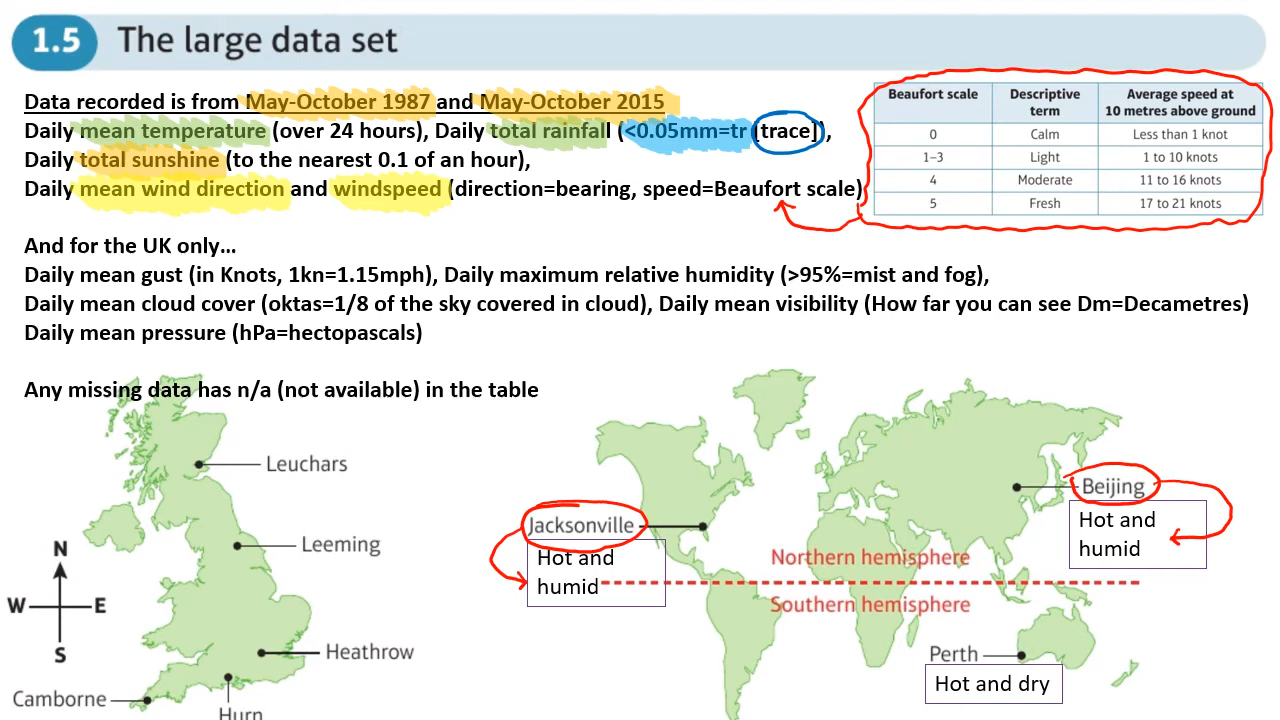 1.5 The large data set
Data recorded is from May-October 1987 and May-October 2015
Daily mean temperature (over 24 hours), Daily total rainfall (<0.05mm=tr [trace]),
Daily total sunshine (to the nearest 0.1 of an hour),
Daily mean wind direction and windspeed (direction=bearing, speed=Beaufort scale)
Beaufort scale Descriptive term Average speed at 10 metres above ground
0 Calm Less than 1 knot
1–3 Light 1 to 10 knots
4 Moderate 11 to 16 knots
5 Fresh 17 to 21 knots
And for the UK only…
Daily mean gust (in Knots, 1kn=1.15mph), Daily maximum relative humidity (>95%=mist and fog),
Daily mean cloud cover (oktas=1/8 of the sky covered in cloud), Daily mean visibility (How far you can see Dm=Decametres)
Daily mean pressure (hPa=hectopascals)
Any missing data has n/a (not available) in the table
Leuchars
Leeming
Heathrow
Camborne
Hurn
N
W E
S
Jacksonville
Hot and
humid
Beijing
Hot and
humid
Northern hemisphere
Southern hemisphere
Perth
Hot and dry